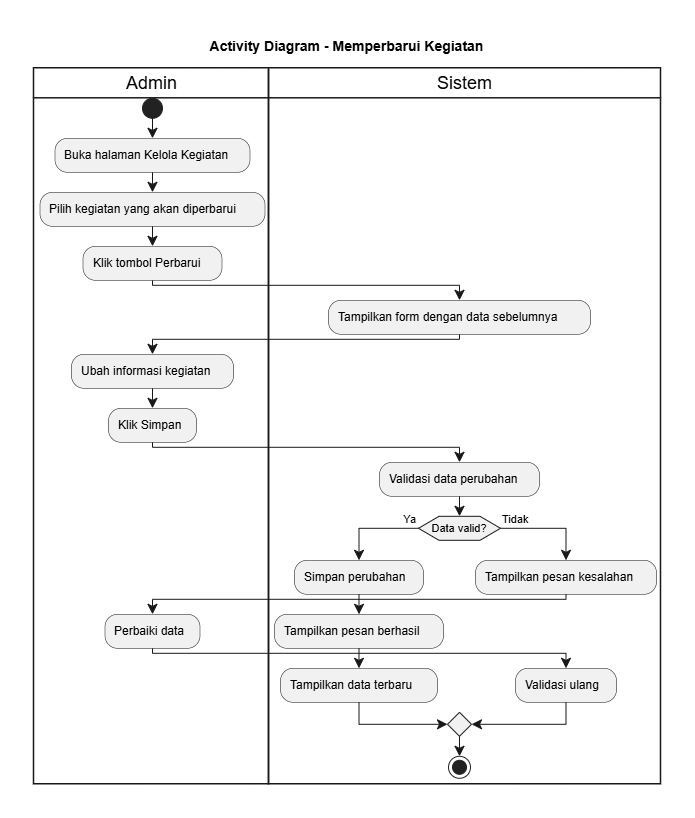 Activity Diagram - Memperbarui Kegiatan
Admin
Sistem
Buka halaman Kelola Kegiatan
Pilih kegiatan yang akan diperbarui
Klik tombol Perbarui
Tampilkan form dengan data sebelumnya
Ubah informasi kegiatan
Klik Simpan
Validasi data perubahan
Ya
Data valid?
Tidak
Simpan perubahan
Tampilkan pesan kesalahan
Perbaiki data
Tampilkan pesan berhasil
Tampilkan data terbaru
Validasi ulang